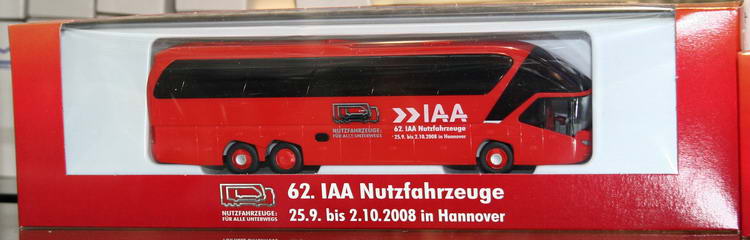 NUTZFAHRZEUGE:
FÜR ALLE UNTERWEGS
IAA
62. IAA Nutzfahrzeuge
25.9. bis 2.10.2008 in Hannover
NUTZFAHRZEUGE:
FÜR ALLE UNTERWEGS
62. IAA Nutzfahrzeuge
25.9. bis 2.10.2008 in Hannover